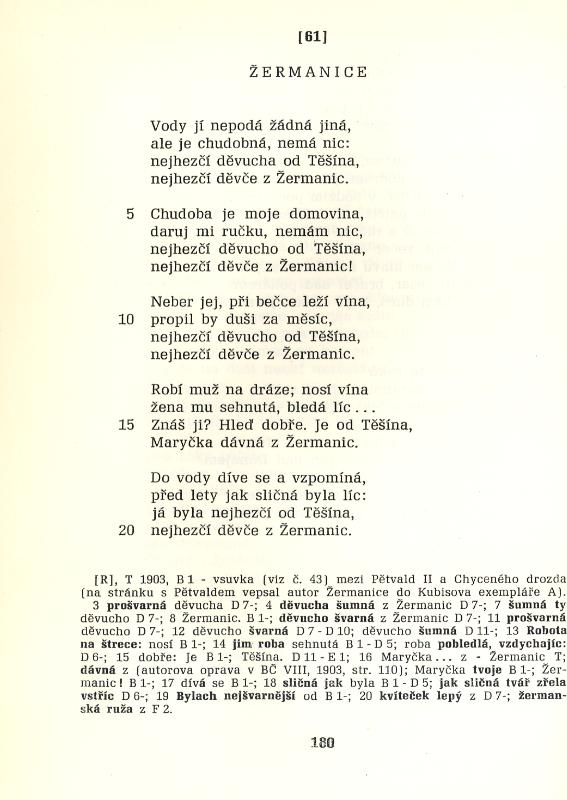 [61]
ŽERMANICE
Vody jí nepodá žádná jiná,
ale je chudobná, nemá nic:
nejhezčí děvucha od Těšína,
nejhezčí děvče z Žermanic.
5 Chudoba je moje domovina,
daruj mi ručku, nemám nic,
nejhezčí děvucho od Těšína,
nejhezčí děvče z Žermanic!
Neber jej, při bečce leží vína,
10 propil by duši za měsíc,
nejhezčí děvucho od Těšína,
nejhezčí děvče z Žermanic.
Robí muž na dráze; nosí vína
žena mu sehnutá, bledá líc...
15 Znáš ji? Hleď dobře. Je od Těšína,
Maryčka dávná z Žermanic.
Do vody díve se a vzpomíná,
před lety jak sličná byla líc:
já byla nejhezčí od Těšína,
20 nejhezčí děvče z Žermanic.
[R], T 1903, B 1 - vsuvka (viz č. 43) mezi Pětvald II a Chyceného drozda
(na stránku s Pětvaldem vepsal autor Žermanice do Kubisova exempláře A).
3 prošvarná děvucha D 7-; 4 děvucha šumná z Žermanic D 7-; 7 šumná ty
děvucho D 7-; 8 Žermanic. B 1-; děvucho švarná z Žermanic D 7-; 11 prošvarná
děvucho D 7-; 12 děvucho švarná D 7 - D 10; děvucho šumná D 11-; 13 Robota
na štrece: nosí B 1-; 14 jim roba sehnutá B 1 - D 5; roba pobledlá, vzdychajíc:
D 6-; 15 dobře: je B 1-; Těšína. D 11 - E 1; 16 Maryčka... z - Žermanic T;
dávná z (autorova oprava v BČ VIII, 1903, str. 110); Maryčka tvoje B 1-; Žer-
manic! B 1-; 17 dívá se B 1-; 18 sličná jak byla B 1 - D 5; jak sličná tvář zřela
vstříc D 6-; 19 Bylach nejšvarnější od B 1-; 20 kvíteček lepý z D 7-; žerman-
ská ruža z F 2.
180